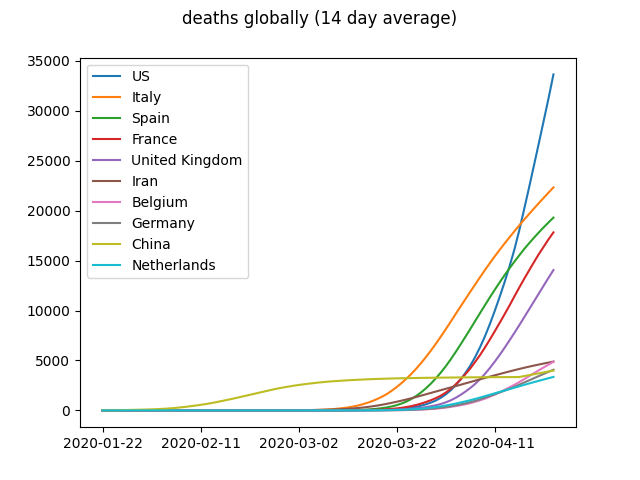 deaths globally (14 day average)
35000
30000
25000
20000
15000
10000
5000
0
US
Italy
Spain
France
United Kingdom
Iran
Belgium
Germany
China
Netherlands
2020-01-22 2020-02-11 2020-03-02 2020-03-22 2020-04-11